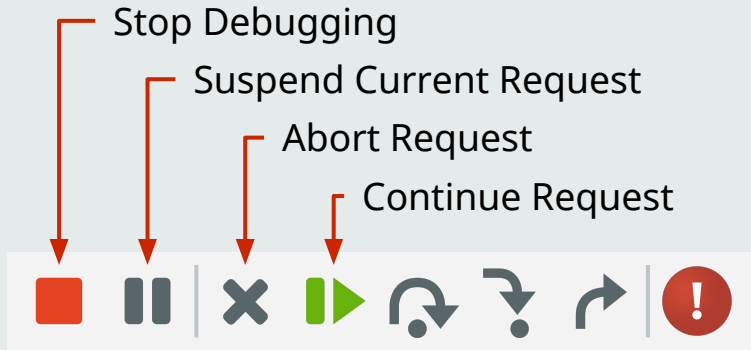 Stop Debugging
Suspend Current Request
Abort Request
Continue Request
!